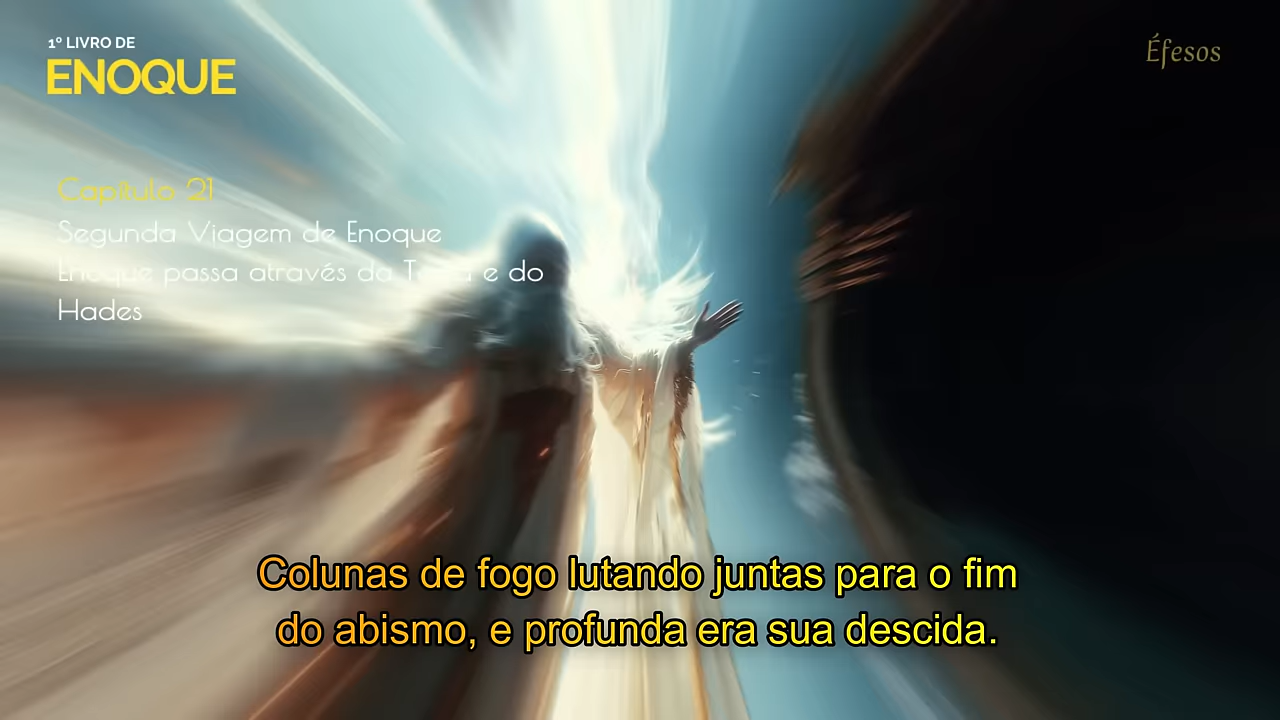 1º LIVRO DE
ENOQUE
Éfesos
Capítulo 21
Segunda Viagem de Enoque
Enoque passa através da Terra e do
Hades
Colunas de fogo lutando juntas para o fim
do abismo, e profunda era sua descida.